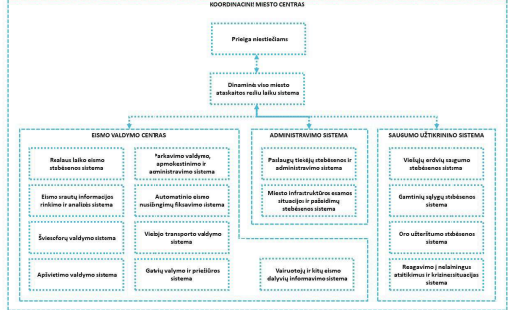 KOORDINACINIS MIESTO CENTRAS
Prieiga miestiečiams
Dinaminė viso miesto
ataskaitos realiu laiku sistema
EISMO VALDYMO CENTRAS
Realaus laiko eismo
stebėsenos sistema
Parkavimo valdymo,
apmokestinimo ir
administravimo sistema
Eismo srautų informacijos
rinkimo ir analizės sistema
Automatinio eismo
nusižengimų fiksavimo sistema
Šviesoforų valdymo sistema
Viešojo transporto valdymo
sistema
Apšvietimo valdymo sistema
Gatvių valymo ir priežiūros
sistema
Vairuotojų ir kitų eismo
dalyvių informavimo sistema
ADMINISTRAVIMO SISTEMA
Paslaugų tiekėjų stebėsenos ir
administravimo sistema
Miesto infrastruktūros esamos
situacijos ir pažeidimų
stebėsenos sistema
SAUGUMO UŽTIKRINIMO SISTEMA
Viešųjų erdvių saugumo
stebėsenos sistema
Gamtinių sąlygų stebėsenos
sistema
Oro užterštumo stebėsenos
sistema
Reagavimo į nelaimingus
atsitikimus ir krizines situacijas
sistema